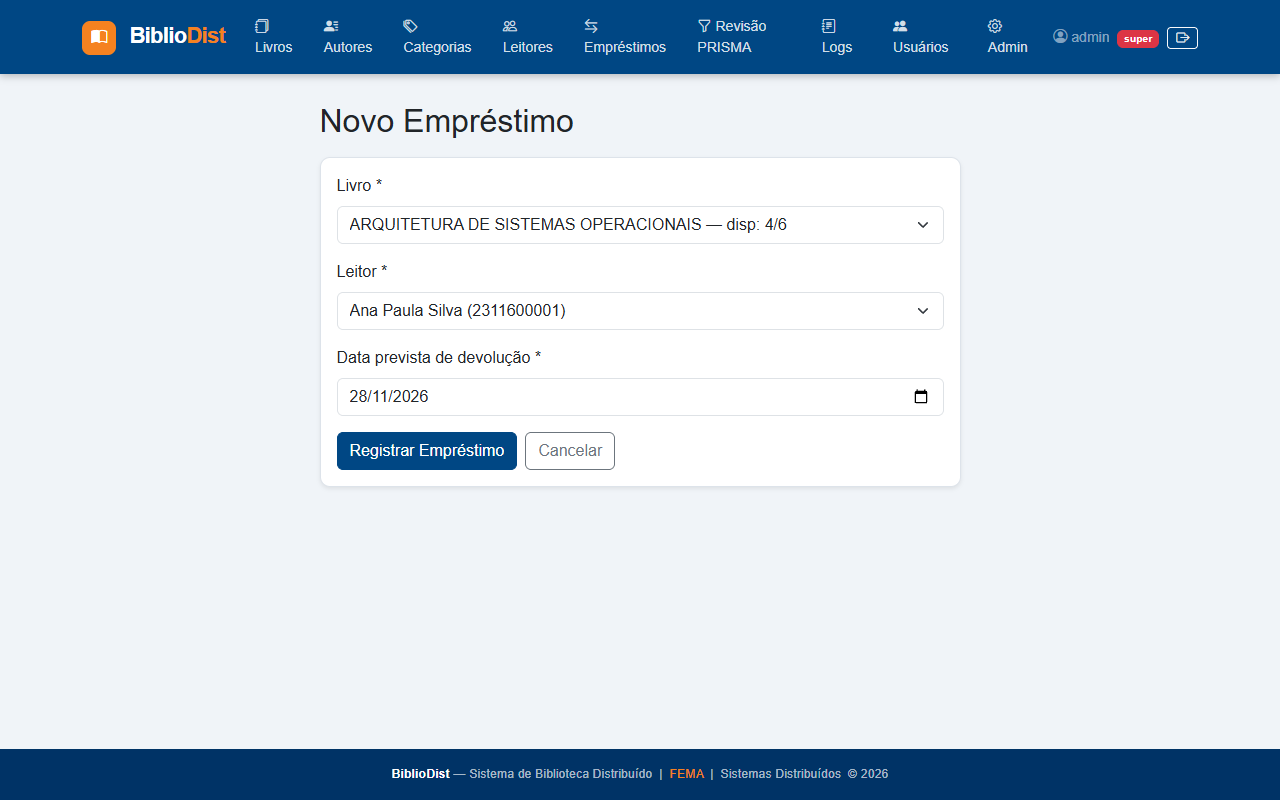 BiblioDist
Livros
Autores
Categorias
Leitores
Empréstimos
Revisão
PRISMA
Logs
Usuários
Admin
admin super
Novo Empréstimo
Livro *
ARQUITETURA DE SISTEMAS OPERACIONAIS — disp: 4/6
Leitor *
Ana Paula Silva (2311600001)
Data prevista de devolução *
28/11/2026
Registrar Empréstimo Cancelar
BiblioDist — Sistema de Biblioteca Distribuído | FEMA | Sistemas Distribuídos © 2026